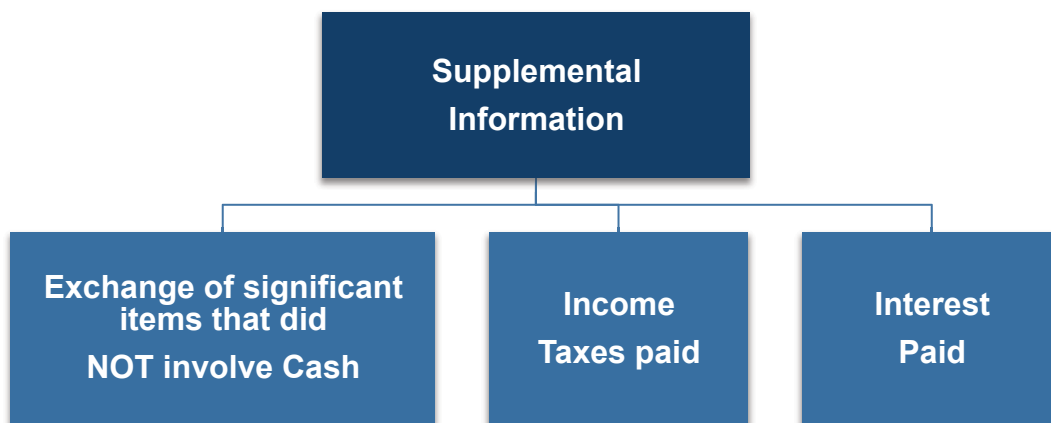 Supplemental
Information
Exchange of significant
items that did
NOT involve Cash
Income
Taxes paid
Interest
Paid